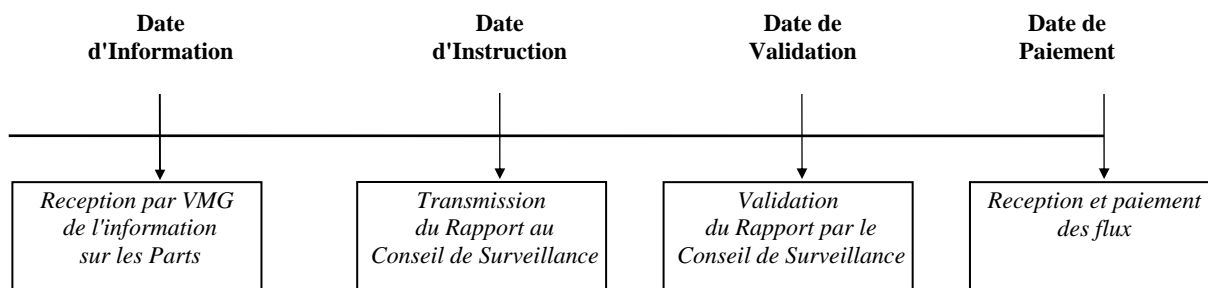 Date
d'Information
Date
d'Instruction
Date de
Validation
Date de
Paiement
Reception par VMG
de l'information
sur les Parts
Transmission
du Rapport au
Conseil de Surveillance
Validation
du Rapport par le
Conseil de Surveillance
Reception et paiement
des flux